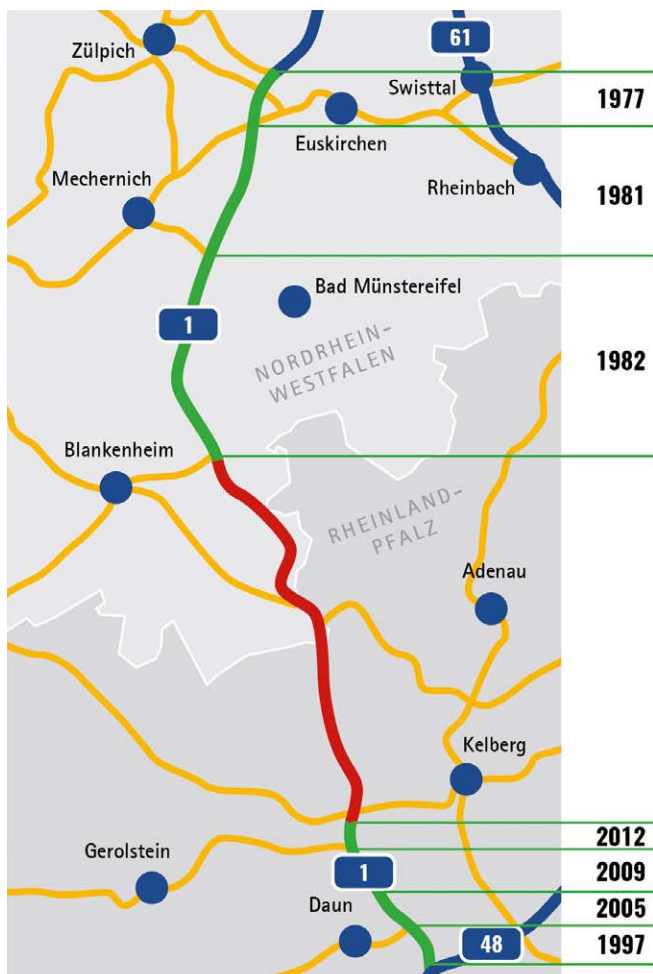 Zülpich
61
Swisttal
1977
Euskirchen
Mechernich
Rheinbach
1981
Bad Münstereifel
1
NORDRHEIN-
WESTFALEN
1982
Blankenheim
RHEINLAND-
PFALZ
Adenau
Kelberg
2012
Gerolstein
1
2009
Daun
2005
48
1997